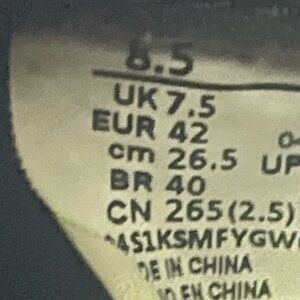 8.5
UK 7.5
EUR 42
cm 26.5 UP
BR 40
CN 265(2.5)
4S1KSMFYGW
DE IN CHINA
EN CHINA